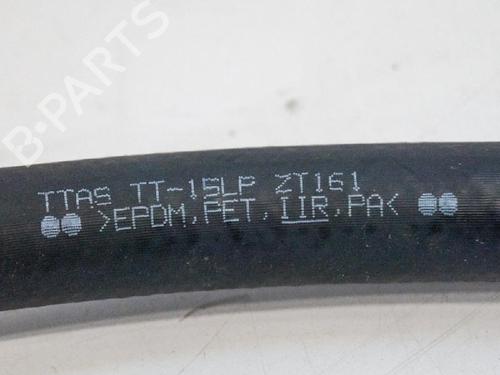 B-PARTS
TTAS TT-15LP ZT161
>EPDM,PET,IIR,PA<